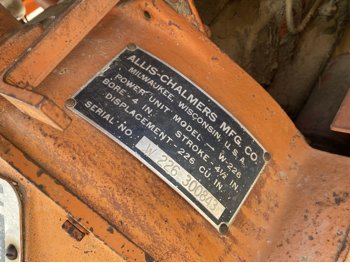 ALLIS-CHALMERS MFG. CO.
MILWAUKEE, WISCONSIN U.S.A.
POWER UNIT: MODEL - W-226
BORE - 4 IN. STROKE - 4½ IN.
DISPLACEMENT - 226 CU. IN.
SERIAL NO. W 226 300843